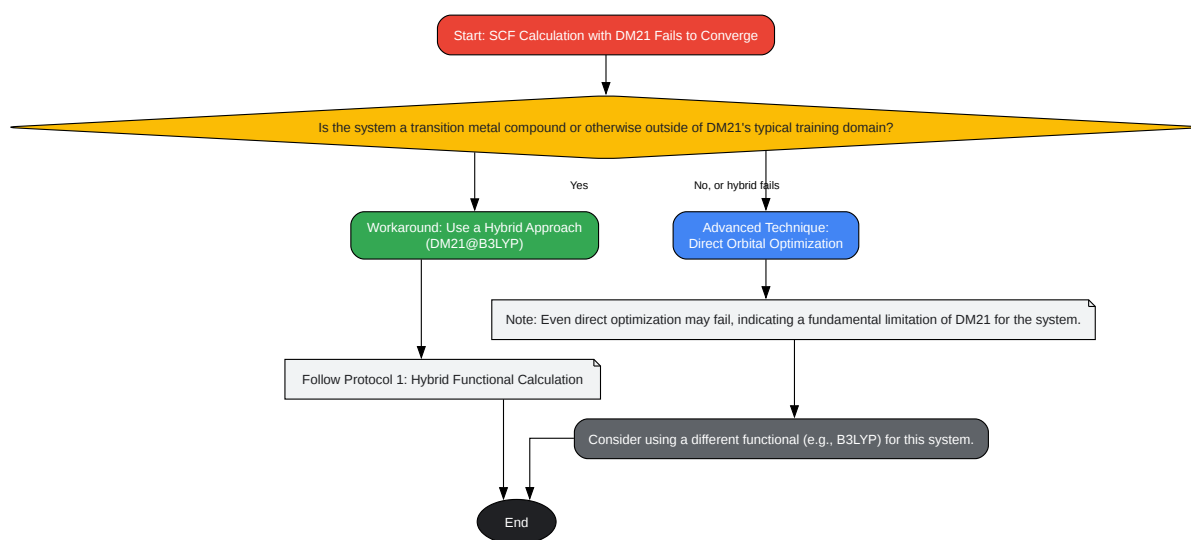 Start: SCF Calculation with DM21 Fails to Converge
Is the system a transition metal compound or otherwise outside of DM21's typical training domain?
Yes
No, or hybrid fails
Workaround: Use a Hybrid Approach
(DM21@B3LYP)
Advanced Technique:
Direct Orbital Optimization
Note: Even direct optimization may fail, indicating a fundamental limitation of DM21 for the system.
Follow Protocol 1: Hybrid Functional Calculation
Consider using a different functional (e.g., B3LYP) for this system.
End